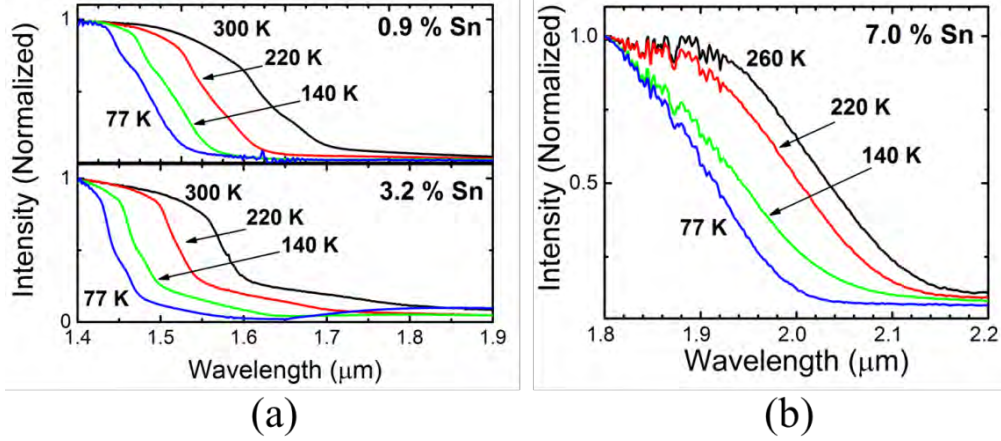 Intensity (Normalized)
1
300 K
0.9 % Sn
220 K
140 K
77 K
1
300 K
3.2 % Sn
220 K
140 K
77 K
0
1.4 1.5 1.6 1.7 1.8 1.9
Wavelength (μm)
(a)
Intensity (Normalized)
1.0
0.5
7.0 % Sn
260 K
220 K
140 K
77 K
1.8 1.9 2.0 2.1 2.2
Wavelength (μm)
(b)